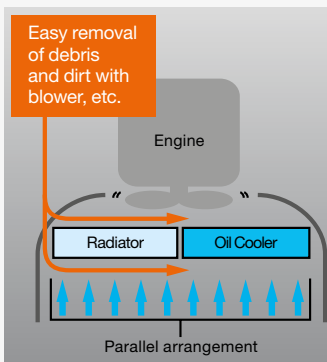 Easy removal
of debris
and dirt with
blower, etc.
Engine
Radiator
Oil Cooler
Parallel arrangement